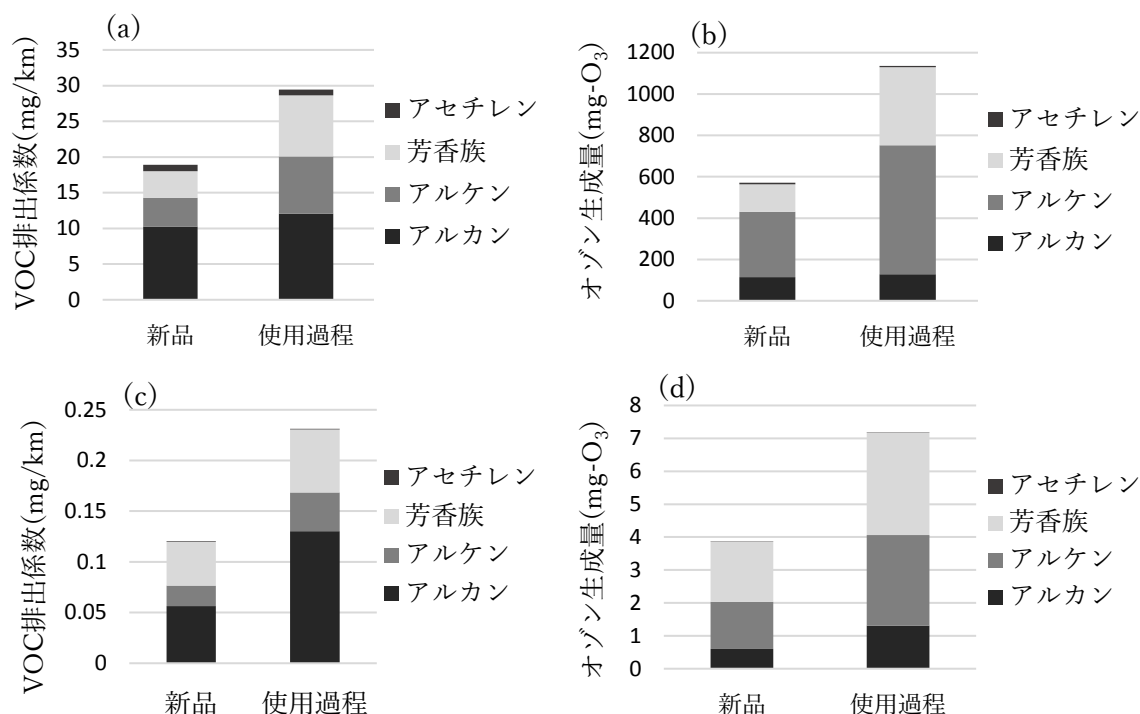 (a)
VOC排出係数(mg/km)
35
30
25
20
15
10
5
0
新品
使用過程
アセチレン
芳香族
アルケン
アルカン
(b)
オゾン生成量(mg-O₃)
1200
1000
800
600
400
200
0
新品
使用過程
アセチレン
芳香族
アルケン
アルカン
(c)
VOC排出係数(mg/km)
0.25
0.2
0.15
0.1
0.05
0
新品
使用過程
アセチレン
芳香族
アルケン
アルカン
(d)
オゾン生成量(mg-O₃)
8
7
6
5
4
3
2
1
0
新品
使用過程
アセチレン
芳香族
アルケン
アルカン